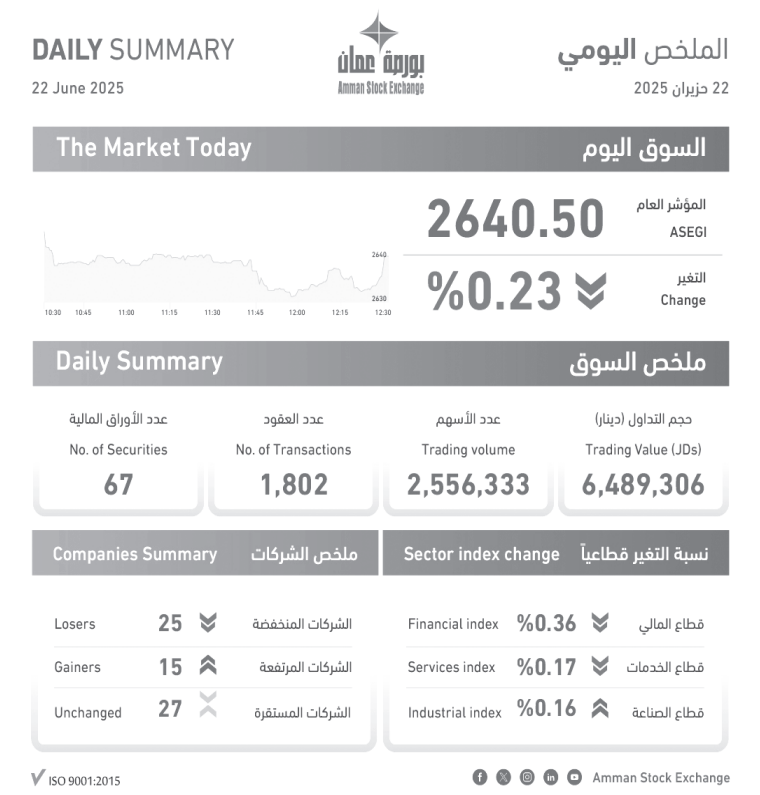 DAILY SUMMARY
الملخص اليومي
22 June 2025
22 حزيران 2025
بورصة عمان
Amman Stock Exchange
The Market Today
السوق اليوم
2640.50
المؤشر العام
ASEGI
%0.23
التغير
Change
2640
2630
10:30 10:45 11:00 11:15 11:30 11:45 12:00 12:15 12:30
Daily Summary
ملخص السوق
عدد الأوراق المالية
No. of Securities
67
عدد العقود
No. of Transactions
1,802
عدد الأسهم
Trading volume
2,556,333
حجم التداول (دينار)
Trading Value (JDs)
6,489,306
Companies Summary ملخص الشركات
Losers 25 الشركات المنخفضة
Gainers 15 الشركات المرتفعة
Unchanged 27 الشركات المستقرة
Sector index change نسبة التغير قطاعياً
Financial index %0.36 قطاع المالي
Services index %0.17 قطاع الخدمات
Industrial index %0.16 قطاع الصناعة
ISO 9001:2015
Amman Stock Exchange